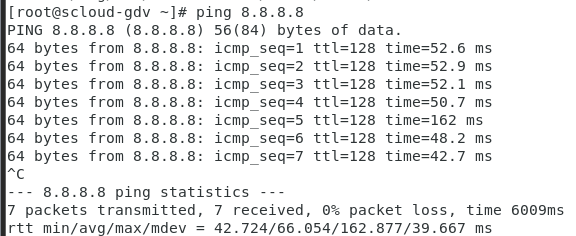 [root@scloud-gdv ~]# ping 8.8.8.8
PING 8.8.8.8 (8.8.8.8) 56(84) bytes of data.
64 bytes from 8.8.8.8: icmp_seq=1 ttl=128 time=52.6 ms
64 bytes from 8.8.8.8: icmp_seq=2 ttl=128 time=52.9 ms
64 bytes from 8.8.8.8: icmp_seq=3 ttl=128 time=52.1 ms
64 bytes from 8.8.8.8: icmp_seq=4 ttl=128 time=50.7 ms
64 bytes from 8.8.8.8: icmp_seq=5 ttl=128 time=162 ms
64 bytes from 8.8.8.8: icmp_seq=6 ttl=128 time=48.2 ms
64 bytes from 8.8.8.8: icmp_seq=7 ttl=128 time=42.7 ms
^C
--- 8.8.8.8 ping statistics ---
7 packets transmitted, 7 received, 0% packet loss, time 6009ms
rtt min/avg/max/mdev = 42.724/66.054/162.877/39.667 ms